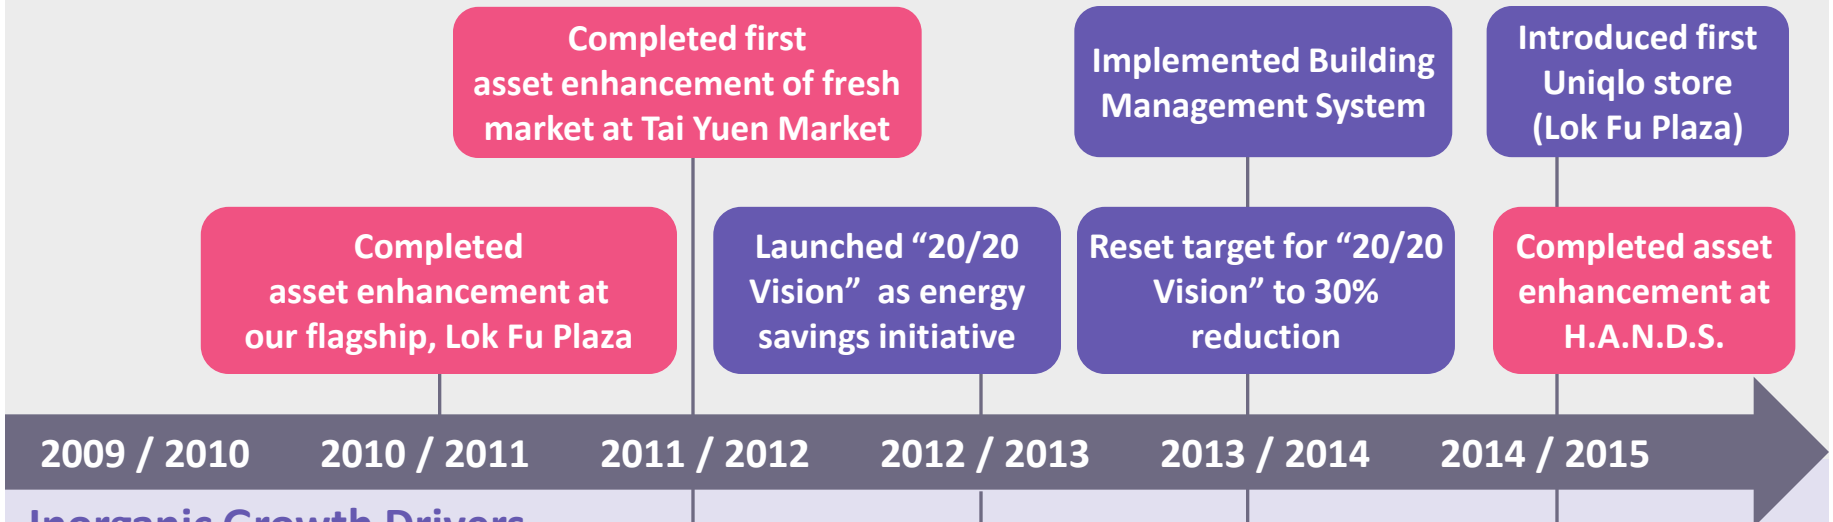 Completed first
asset enhancement of fresh
market at Tai Yuen Market
Implemented Building
Management System
Introduced first
Uniqlo store
(Lok Fu Plaza)
Completed
asset enhancement at
our flagship, Lok Fu Plaza
Launched “20/20
Vision” as energy
savings initiative
Reset target for “20/20
Vision” to 30%
reduction
Completed asset
enhancement at
H.A.N.D.S.
2009 / 2010
2010 / 2011
2011 / 2012
2012 / 2013
2013 / 2014
2014 / 2015
Inorganic Growth Drivers